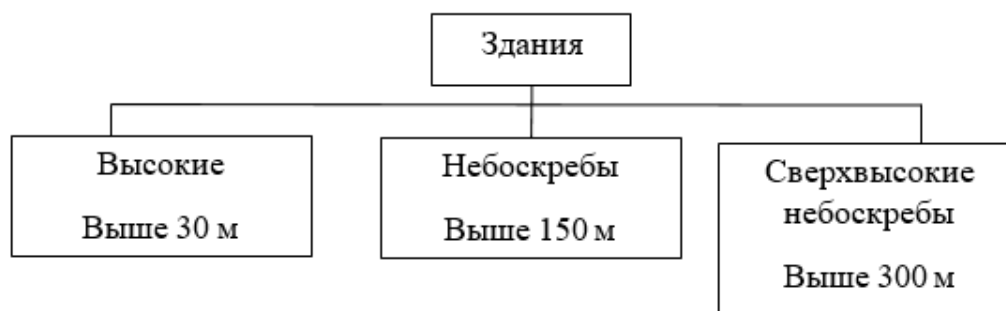 Здания
Высокие
Выше 30 м
Небоскребы
Выше 150 м
Сверхвысокие
небоскребы
Выше 300 м